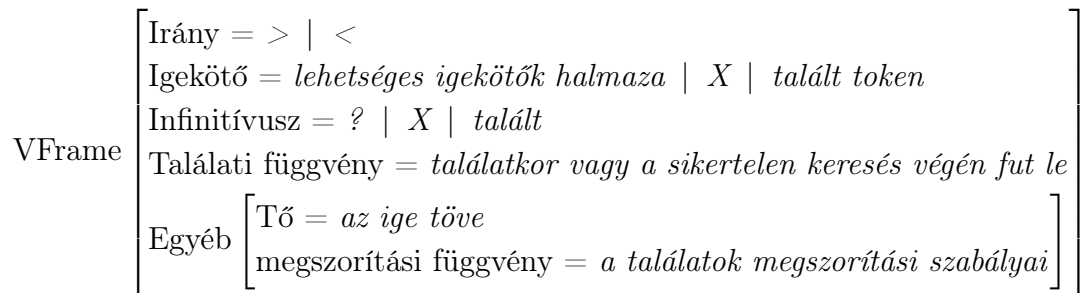 Irány = > | <
Igekötő = lehetséges igekötők halmaza | X | talált token
Infinitívusz = ? | X | talált
VFrame
Találati függvény = találatkor vagy a sikertelen keresés végén fut le
Tő = az ige töve
Egyéb
megszorítási függvény = a találatok megszorítási szabályai